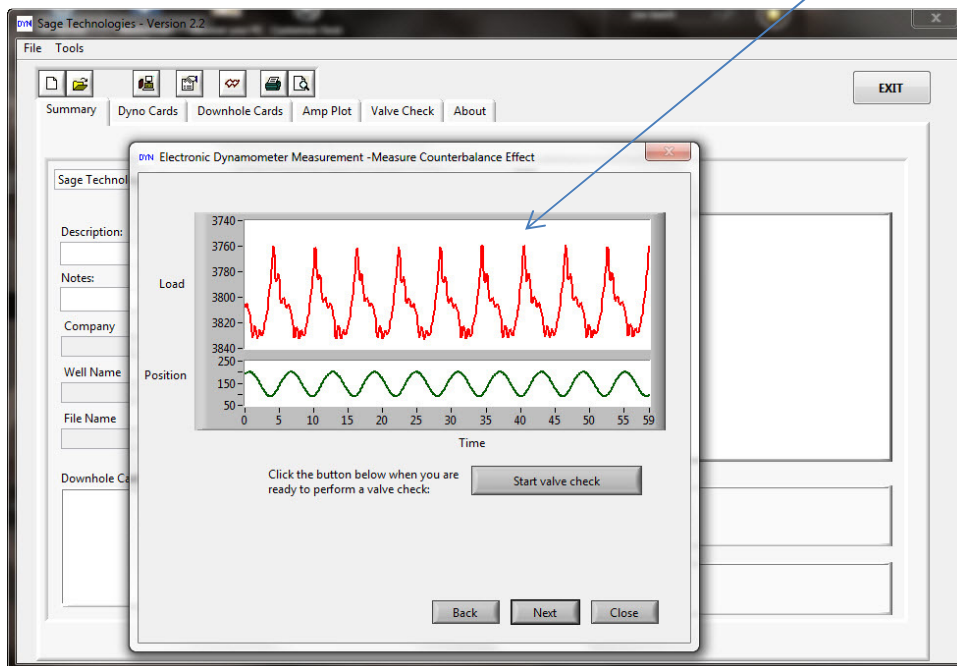 DYN Sage Technologies - Version 2.2
File Tools
EXIT
Summary Dyno Cards Downhole Cards Amp Plot Valve Check About
DYN Electronic Dynamometer Measurement -Measure Counterbalance Effect
Sage Technol
Description:
Notes:
Company
Well Name
File Name
Downhole Ca
Load
3740
3760
3780
3800
3820
3840
Position
250
150
50
0 5 10 15 20 25 30 35 40 45 50 55 59
Time
Click the button below when you are
ready to perform a valve check:
Start valve check
Back Next Close